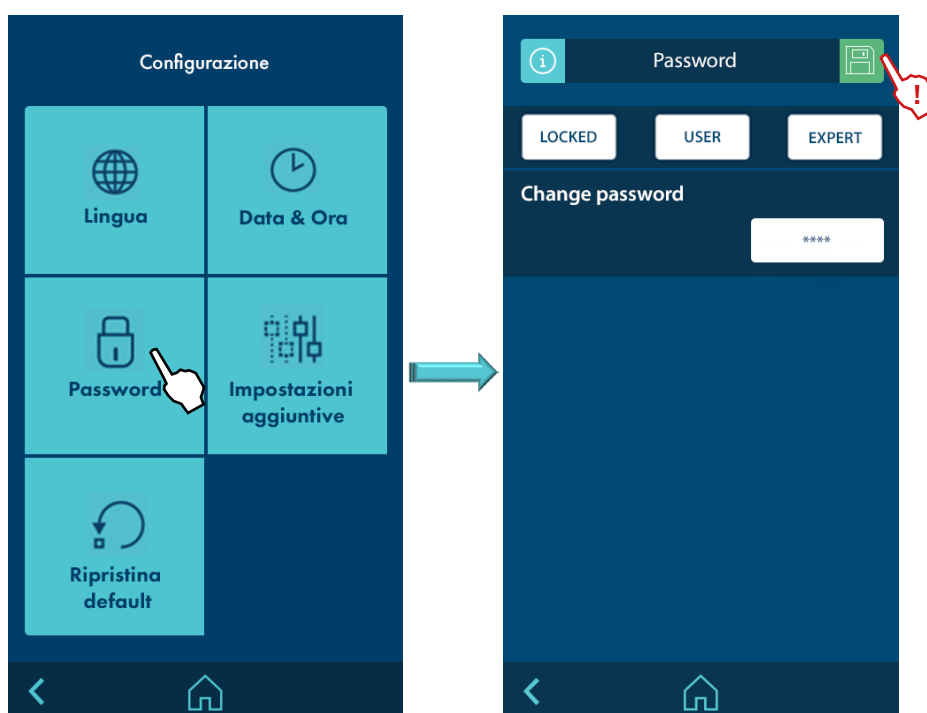 Configurazione
Lingua
Data & Ora
Password
Impostazioni
aggiuntive
Ripristina
default
Password
!
LOCKED
USER
EXPERT
Change password
****